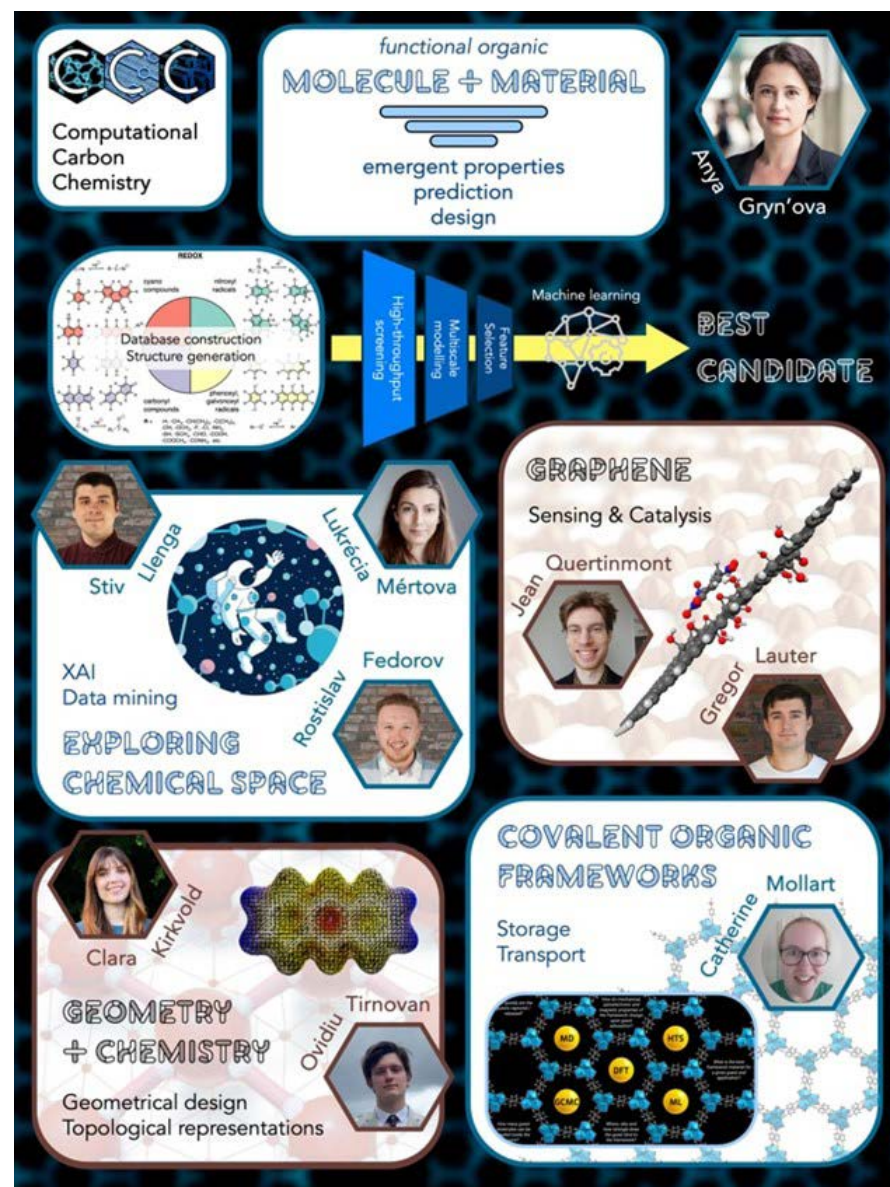 CCC
Computational
Carbon
Chemistry
functional organic
MOLECULE + MATERIAL
emergent properties
prediction
design
Anya
Gryn'ova
REDOX
cyano
compounds
nitroxyl
radicals
Database construction
Structure generation
carbonyl
compounds
phenoxyl,
galvinoxyl
radicals
High-throughput
screening
Multiscale
modelling
Feature
Selection
Machine learning
BEST
CANDIDATE
Stiv
Llenga
Lukrécia
Mértova
XAI
Data mining
Rostislav
Fedorov
EXPLORING
CHEMICAL SPACE
GRAPHENE
Sensing & Catalysis
Jean
Quertinmont
Gregor
Lauter
Clara
Kirkvold
GEOMETRY
+ CHEMISTRY
Ovidiu
Tirnovan
Geometrical design
Topological representations
COVALENT ORGANIC
FRAMEWORKS
Storage
Transport
Catherine
Mollart
MD
HTS
DFT
GCMC
ML